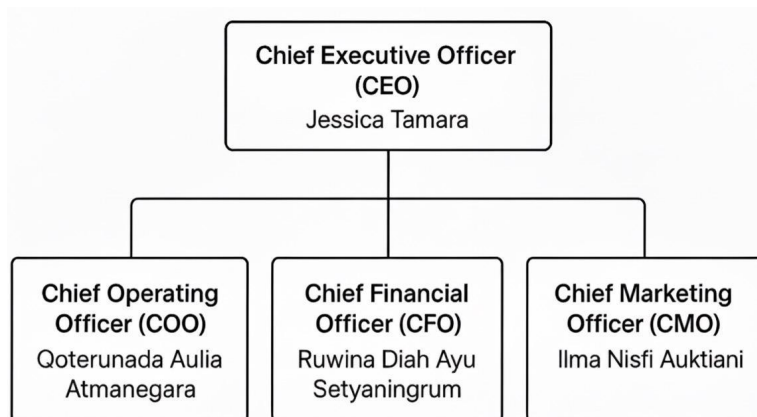 Chief Executive Officer
(CEO)
Jessica Tamara
Chief Operating
Officer (COO)
Qoterunada Aulia
Atmanegara
Chief Financial
Officer (CFO)
Ruwina Diah Ayu
Setyaningrum
Chief Marketing
Officer (CMO)
Ilma Nisfi Auktiani